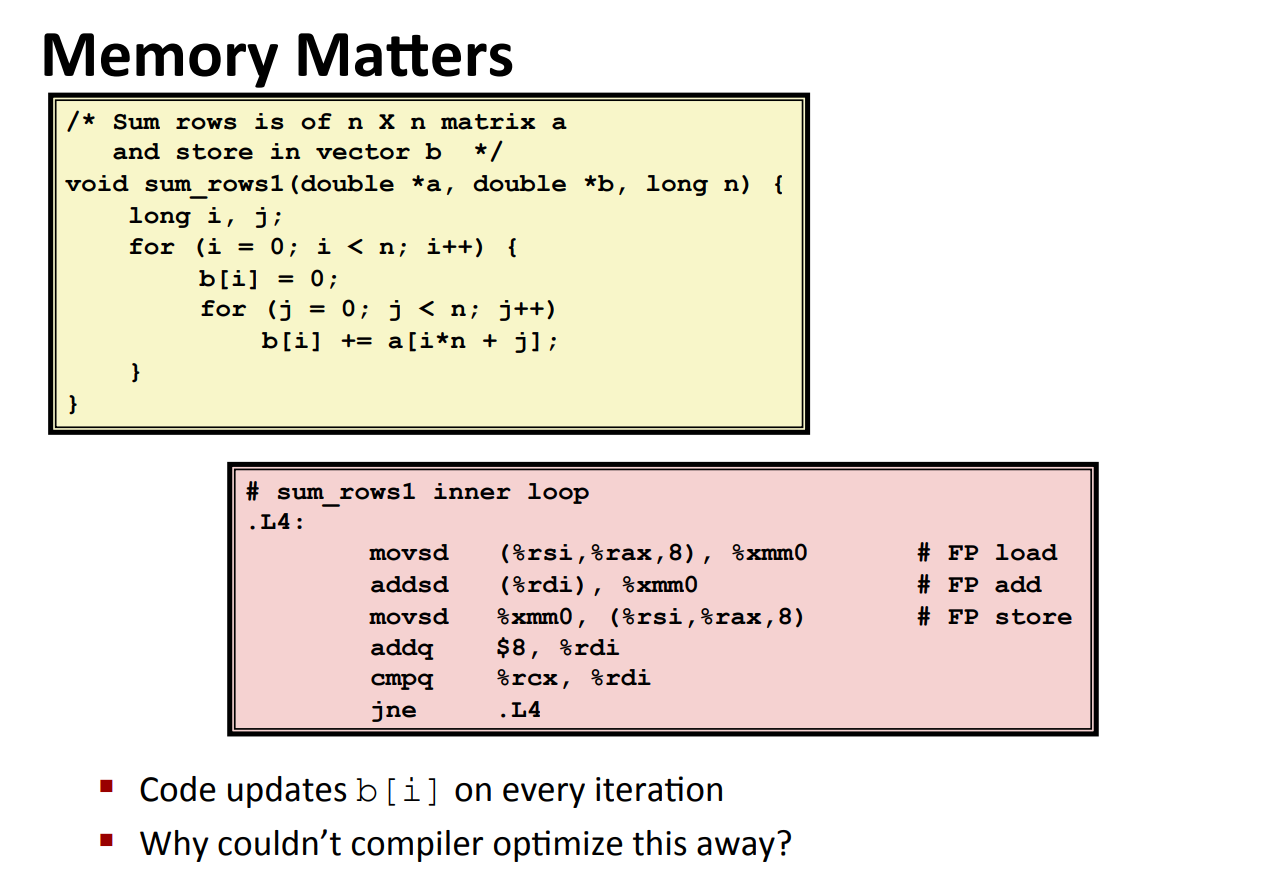 Memory Matters
/* Sum rows is of n X n matrix a
   and store in vector b  */
void sum_rows1(double *a, double *b, long n) {
    long i, j;
    for (i = 0; i < n; i++) {
        b[i] = 0;
        for (j = 0; j < n; j++)
            b[i] += a[i*n + j];
    }
}
# sum_rows1 inner loop
.L4:
        movsd   (%rsi,%rax,8), %xmm0       # FP load
        addsd   (%rdi), %xmm0              # FP add
        movsd   %xmm0, (%rsi,%rax,8)       # FP store
        addq    $8, %rdi
        cmpq    %rcx, %rdi
        jne     .L4
▪ Code updates b[i] on every iteration
▪ Why couldn’t compiler optimize this away?